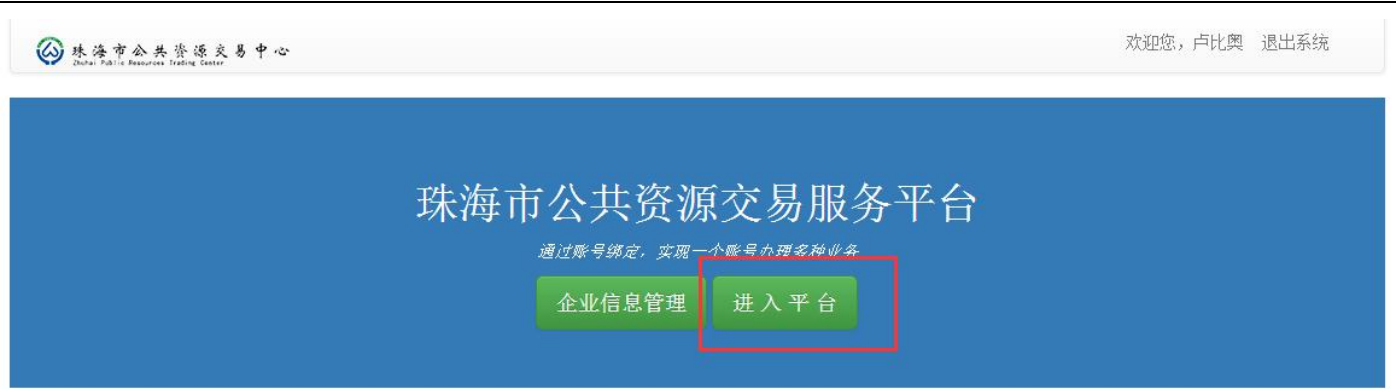 珠海市公共资源交易中心
Zhuhai Public Resources Trading Center
欢迎您，卢比奥 退出系统
珠海市公共资源交易服务平台
通过账号绑定，实现一个账号办理多种业务
企业信息管理 进入平台